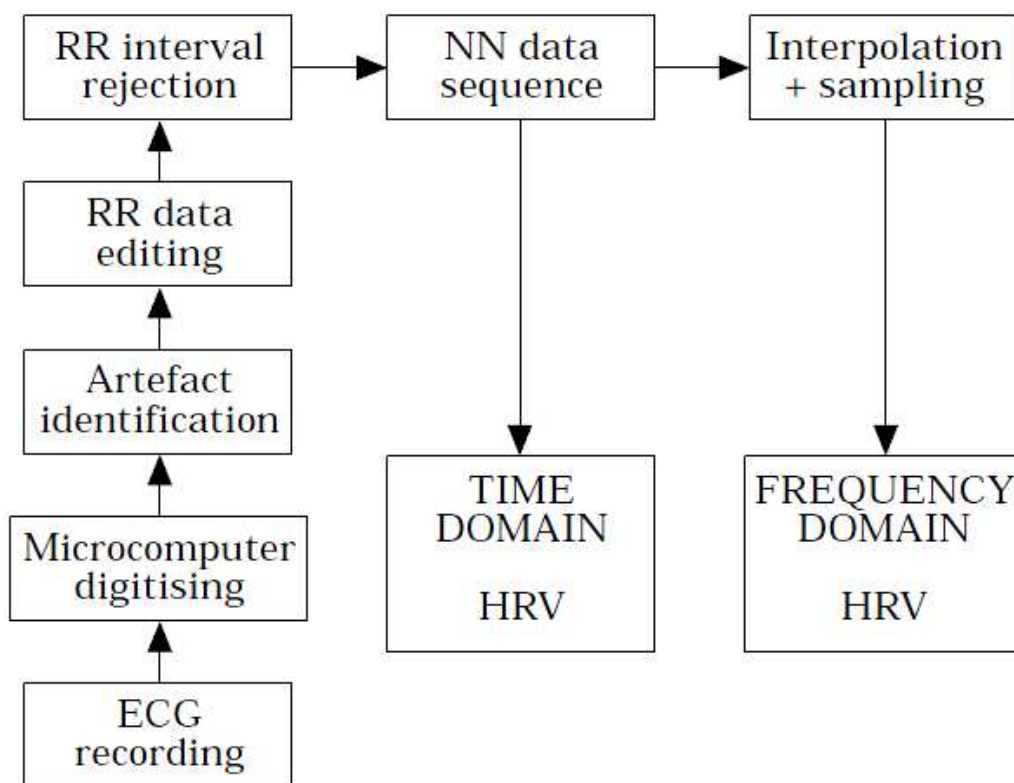 RR interval
rejection
NN data
sequence
Interpolation
+ sampling
RR data
editing
Artefact
identification
Microcomputer
digitising
ECG
recording
TIME
DOMAIN
HRV
FREQUENCY
DOMAIN
HRV